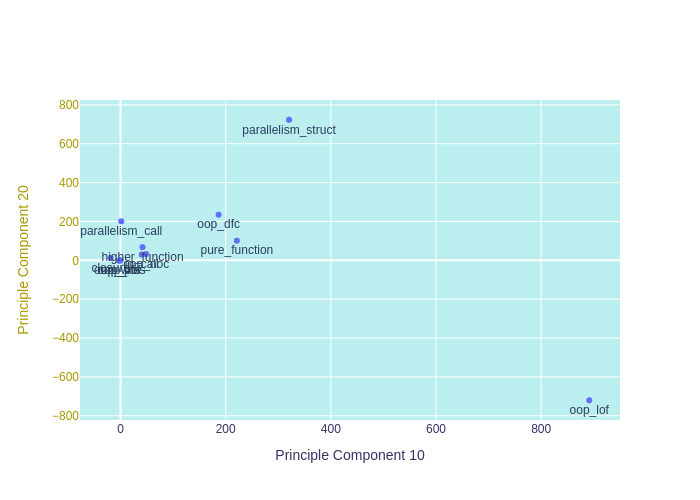 800
600
400
200
0
−200
−400
−600
−800
Principle Component 20
parallelism_struct
parallelism_call
oop_dfc
pure_function
higher_function
oop_lof
0
200
400
600
800
Principle Component 10